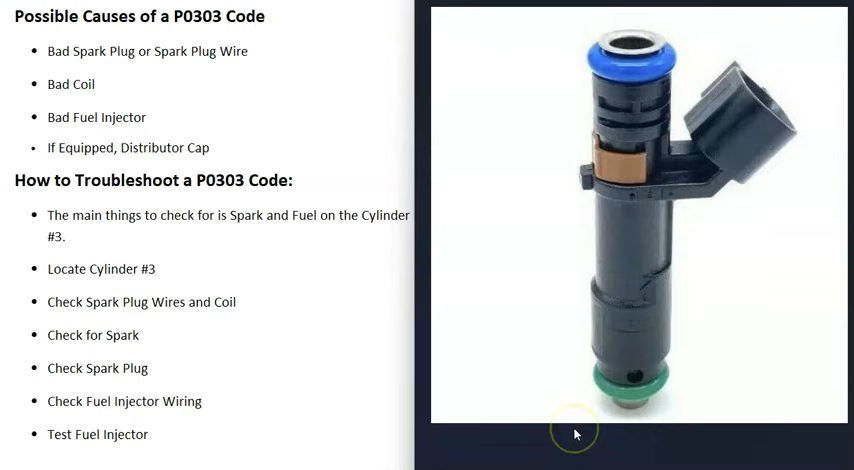 Possible Causes of a P0303 Code
• Bad Spark Plug or Spark Plug Wire
• Bad Coil
• Bad Fuel Injector
• If Equipped, Distributor Cap
How to Troubleshoot a P0303 Code:
• The main things to check for is Spark and Fuel on the Cylinder
#3.
• Locate Cylinder #3
• Check Spark Plug Wires and Coil
• Check for Spark
• Check Spark Plug
• Check Fuel Injector Wiring
• Test Fuel Injector